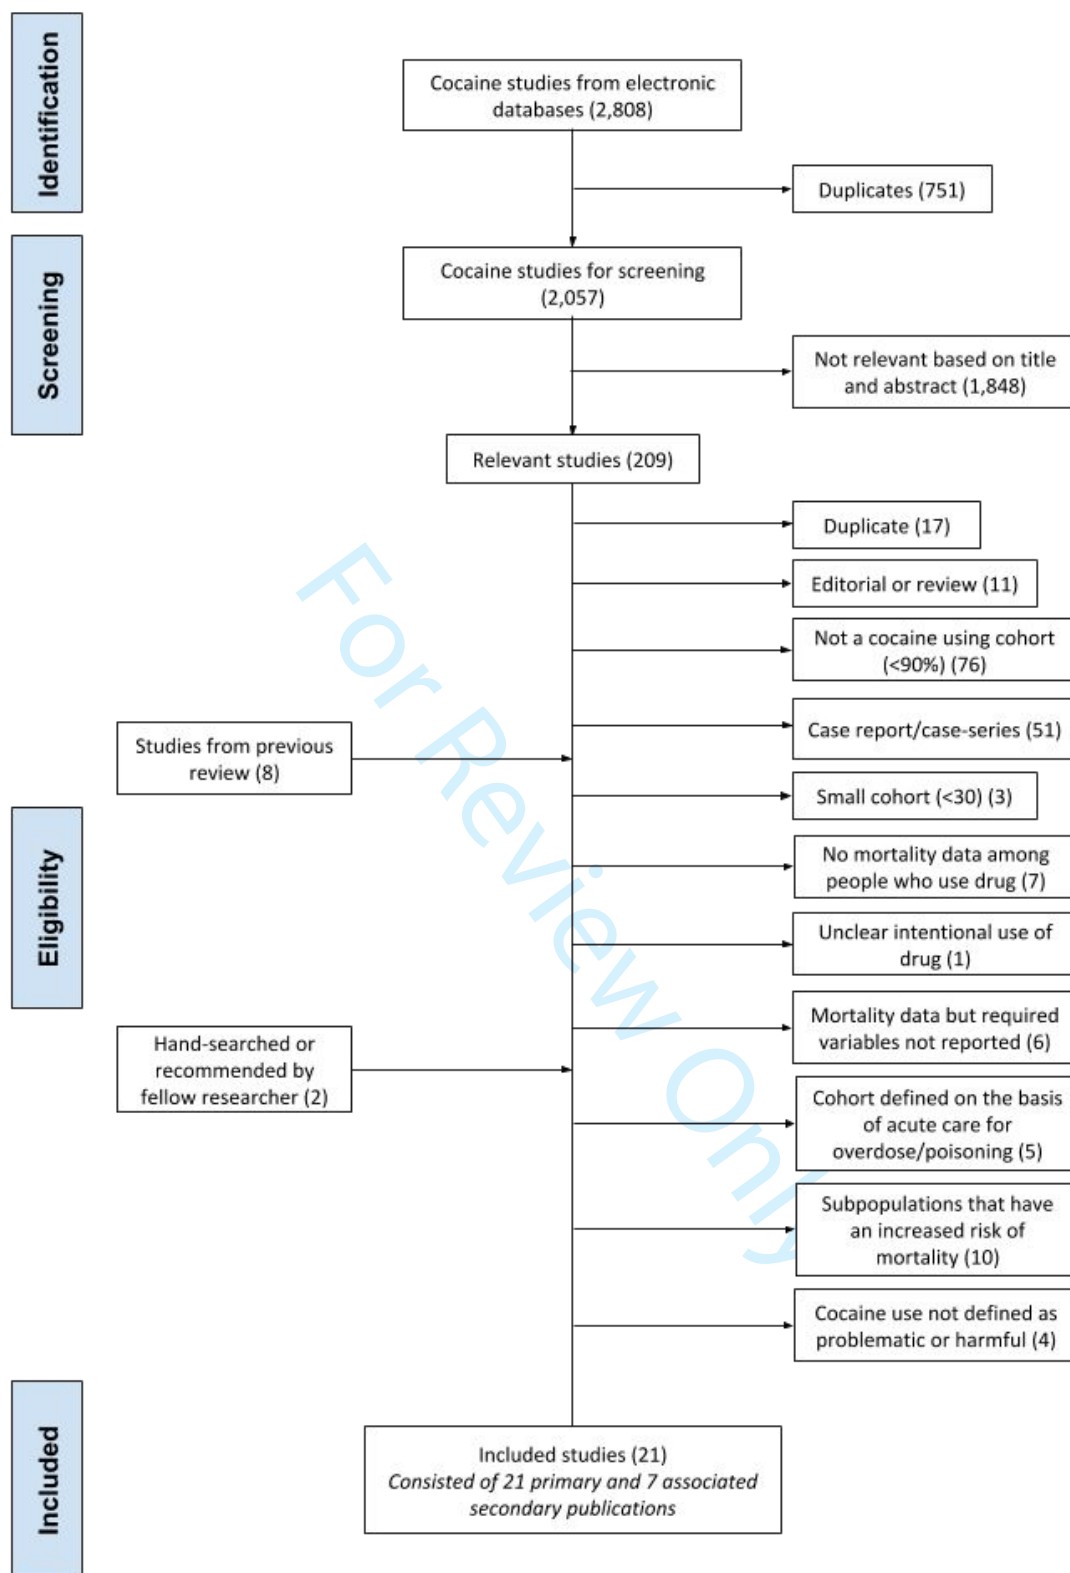 Identification
Cocaine studies from electronic
databases (2,808)
Duplicates (751)
Screening
Cocaine studies for screening
(2,057)
Not relevant based on title
and abstract (1,848)
Relevant studies (209)
Duplicate (17)
Editorial or review (11)
Not a cocaine using cohort
(<90%) (76)
Case report/case-series (51)
Studies from previous
review (8)
Small cohort (<30) (3)
Eligibility
No mortality data among
people who use drug (7)
Unclear intentional use of
drug (1)
Mortality data but required
variables not reported (6)
Hand-searched or
recommended by
fellow researcher (2)
Cohort defined on the basis
of acute care for
overdose/poisoning (5)
Subpopulations that have
an increased risk of
mortality (10)
Cocaine use not defined as
problematic or harmful (4)
Included
Included studies (21)
Consisted of 21 primary and 7 associated
secondary publications
For Review Only